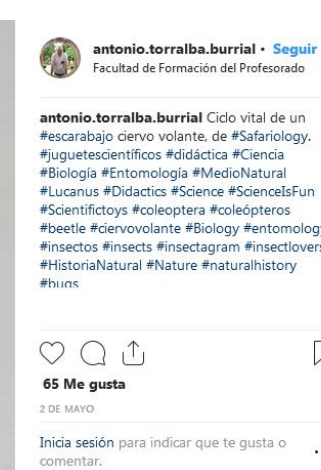 antonio.torralba.burrial • Seguir
Facultad de Formación del Profesorado
antonio.torralba.burrial Ciclo vital de un
#escarabajo ciervo volante, de #Safariology.
#juguetescientíficos #didáctica #Ciencia
#Biología #Entomología #MedioNatural
#Lucanus #Didactics #Science #ScienceIsFun
#Scientifictoys #coleoptera #coleópteros
#beetle #ciervovolante #Biology #entomology
#insectos #insects #insectagram #insectlovers
#HistoriaNatural #Nature #naturalhistory
#bugs
65 Me gusta
2 DE MAYO
Inicia sesión para indicar que te gusta o
comentar.